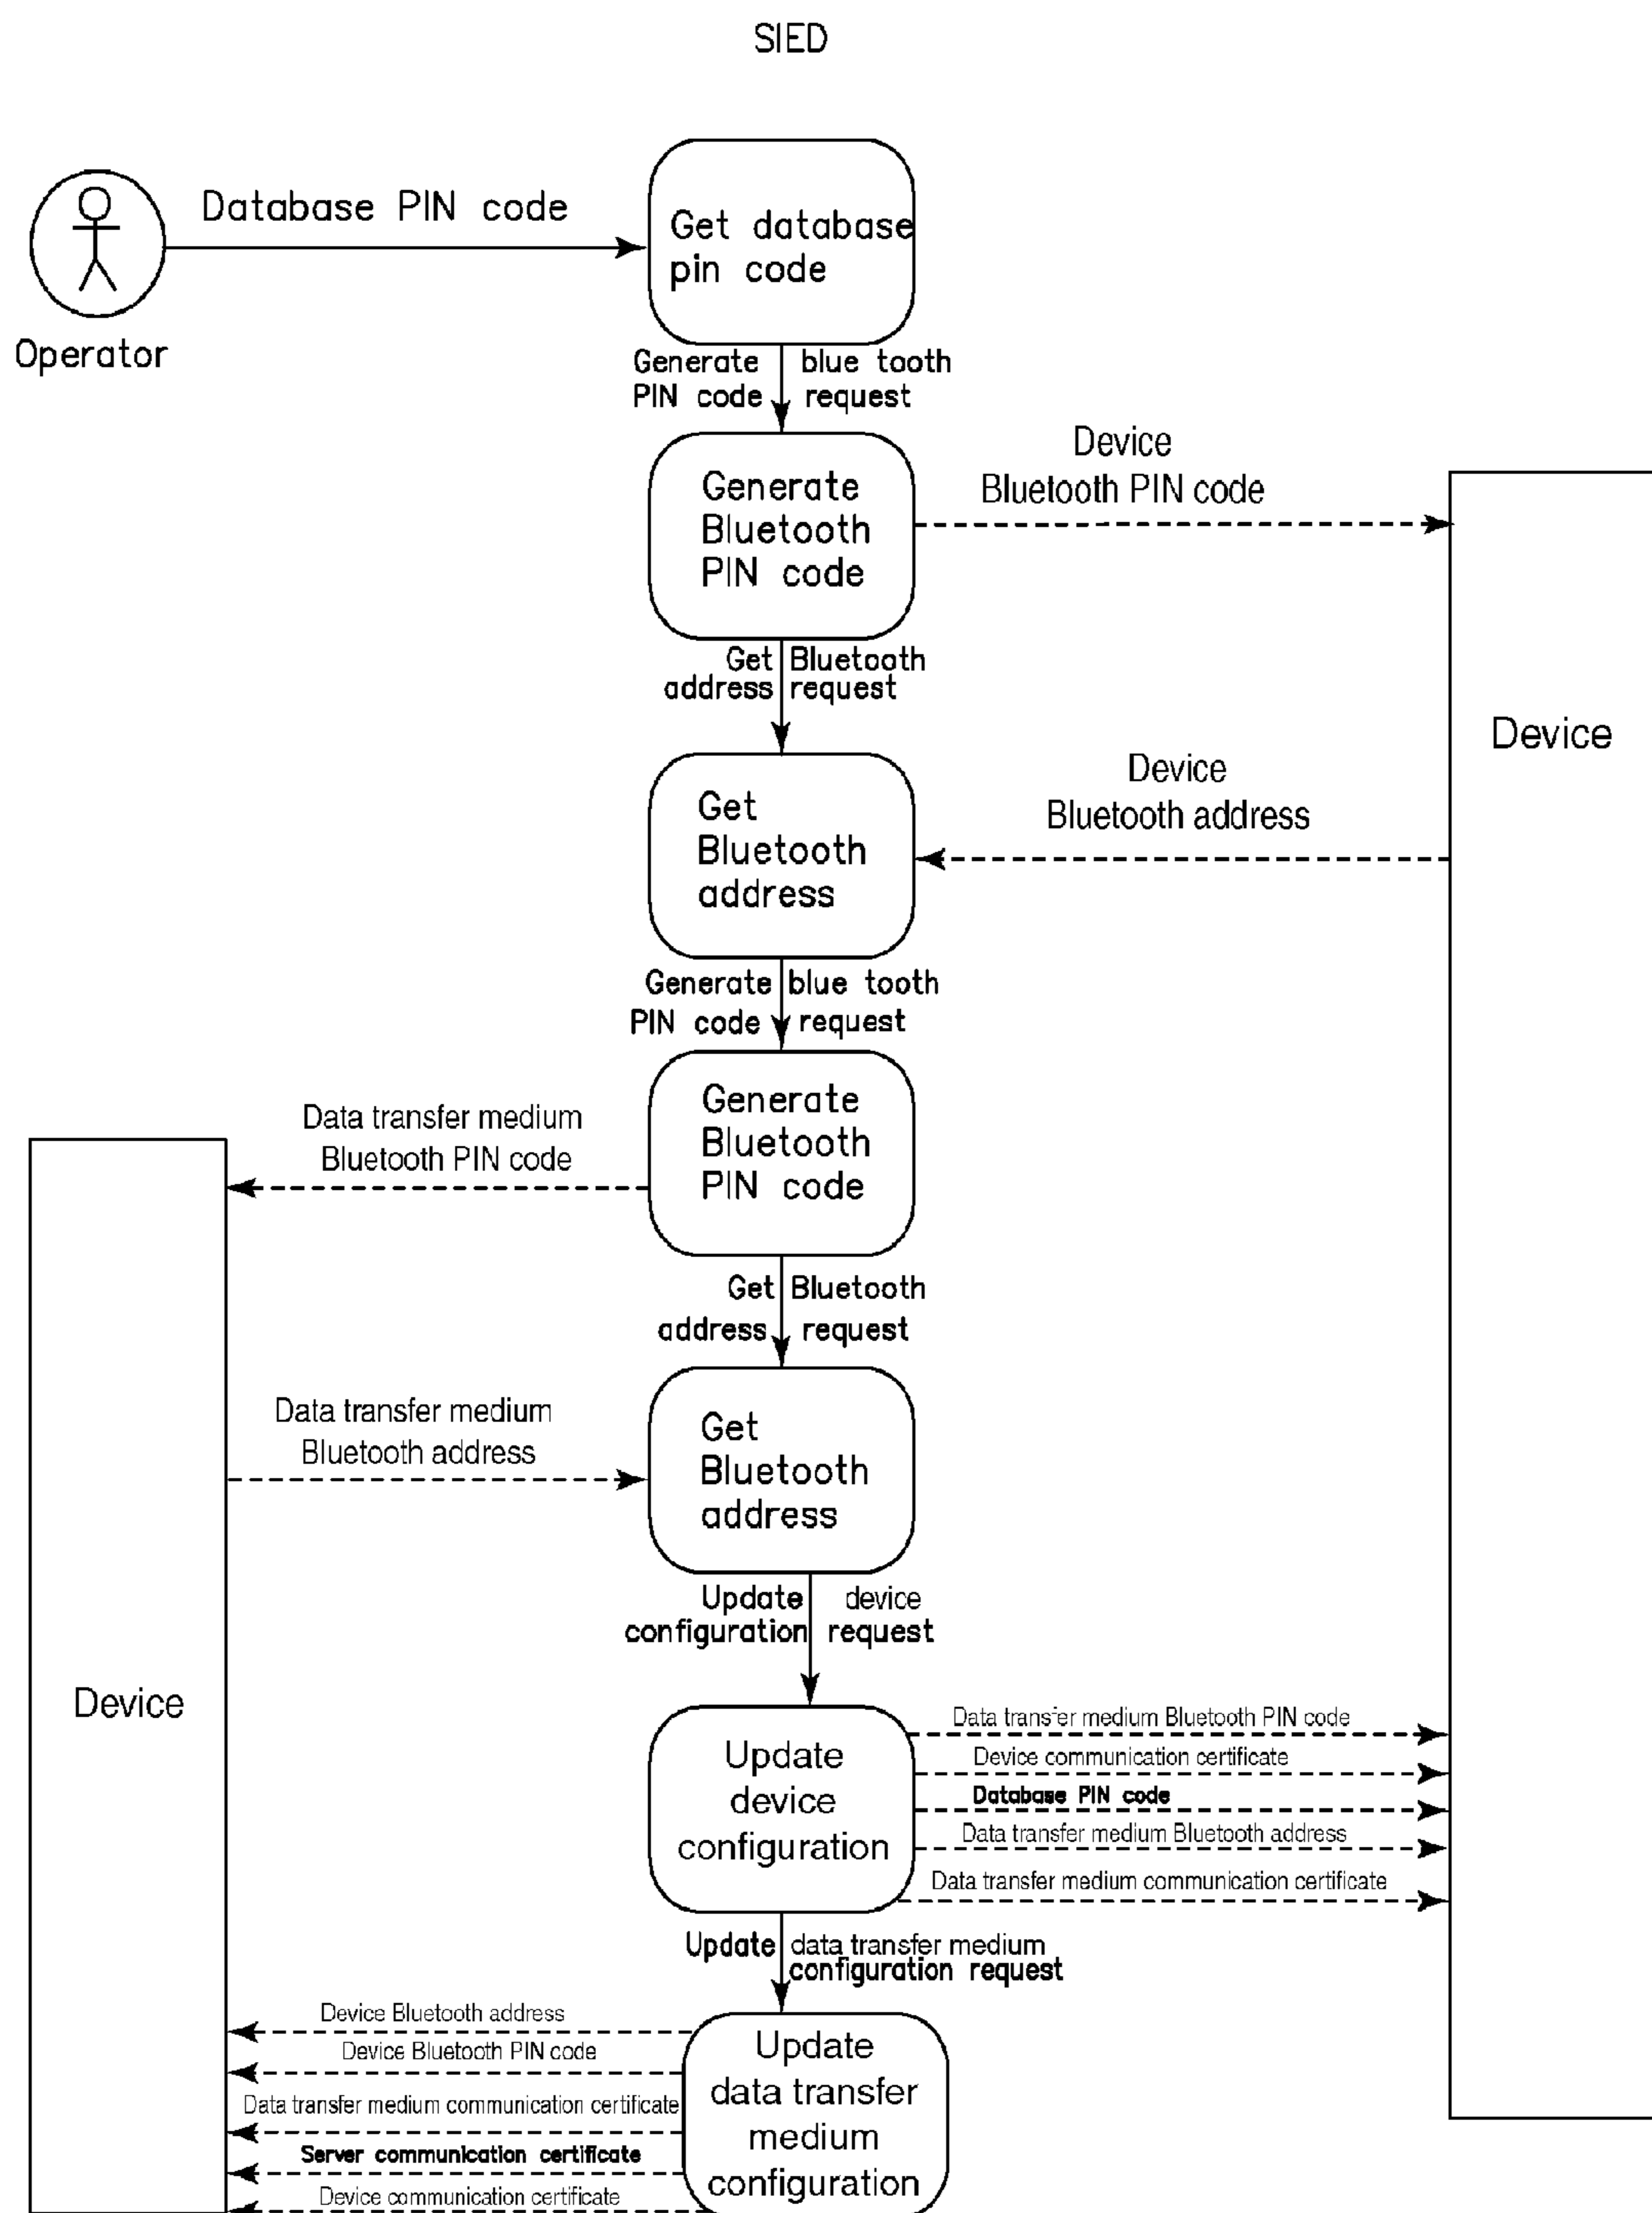 SIED
Database PIN code
Get database
pin code
Operator
Generate blue tooth
PIN code request
Device
Bluetooth PIN code
Generate
Bluetooth
PIN code
Get Bluetooth
address request
Device
Device
Bluetooth address
Get
Bluetooth
address
Generate blue tooth
PIN code request
Data transfer medium
Bluetooth PIN code
Generate
Bluetooth
PIN code
Get Bluetooth
address request
Data transfer medium
Bluetooth address
Get
Bluetooth
address
Update device
configuration request
Device
Update
device
configuration
Data transfer medium Bluetooth PIN code
Device communication certificate
Database PIN code
Data transfer medium Bluetooth address
Data transfer medium communication certificate
Update data transfer medium
configuration request
Device Bluetooth address
Device Bluetooth PIN code
Data transfer medium communication certificate
Server communication certificate
Device communication certificate
Update
data transfer
medium
configuration